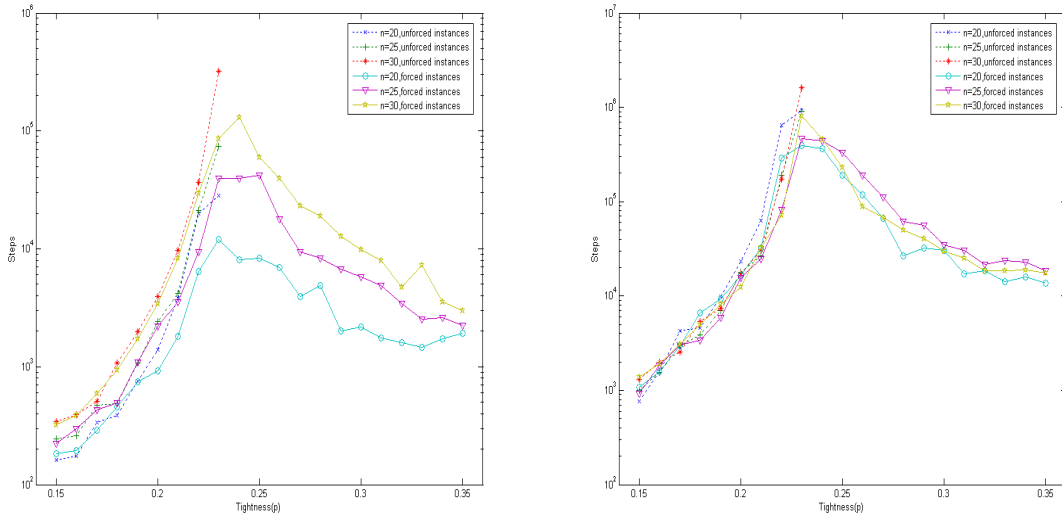 10^6
10^5
10^4
10^3
10^2
Steps
0.15 0.2 0.25 0.3 0.35
Tightness(p)
n=20,unforced instances
n=25,unforced instances
n=30,unforced instances
n=20,forced instances
n=25,forced instances
n=30,forced instances
10^7
10^6
10^5
10^4
10^3
10^2
Steps
0.15 0.2 0.25 0.3 0.35
Tightness(p)
n=20,unforced instances
n=25,unforced instances
n=30,unforced instances
n=20,forced instances
n=25,forced instances
n=30,forced instances